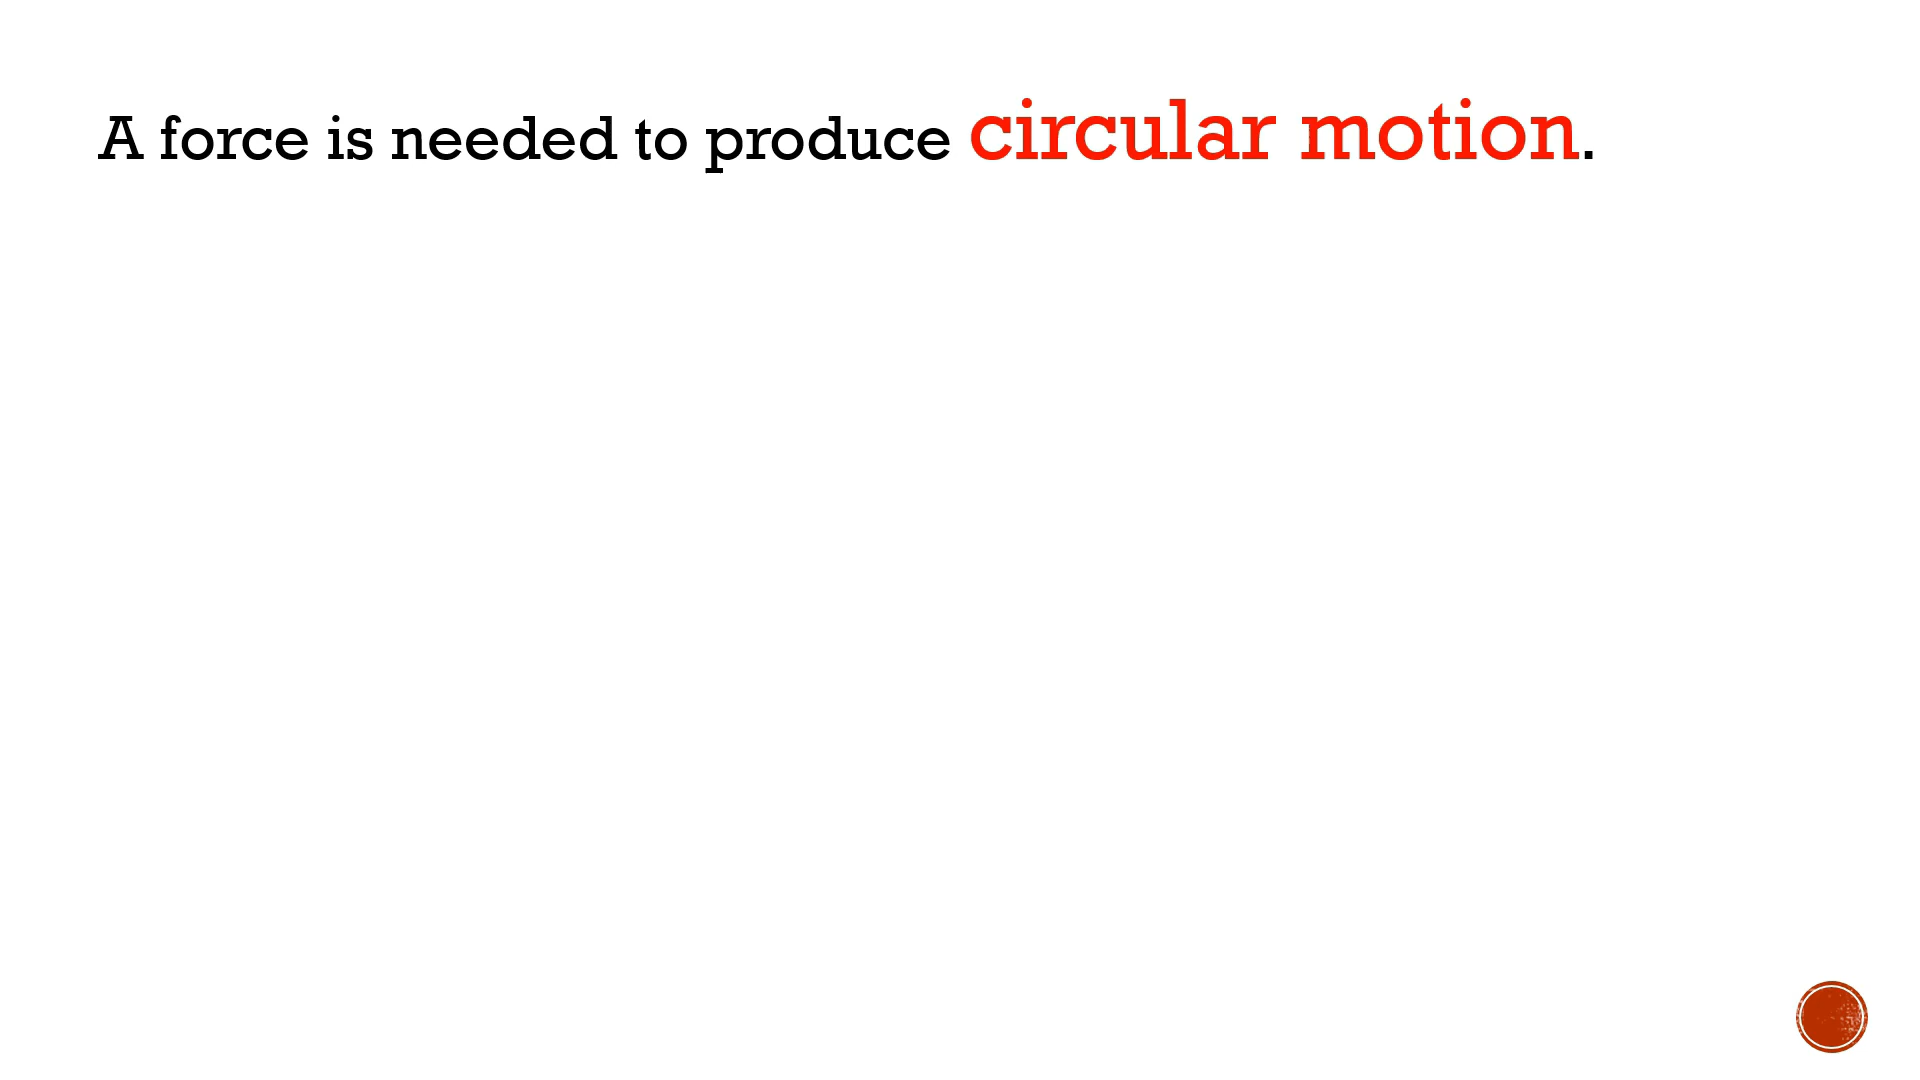 A force is needed to produce circular motion.